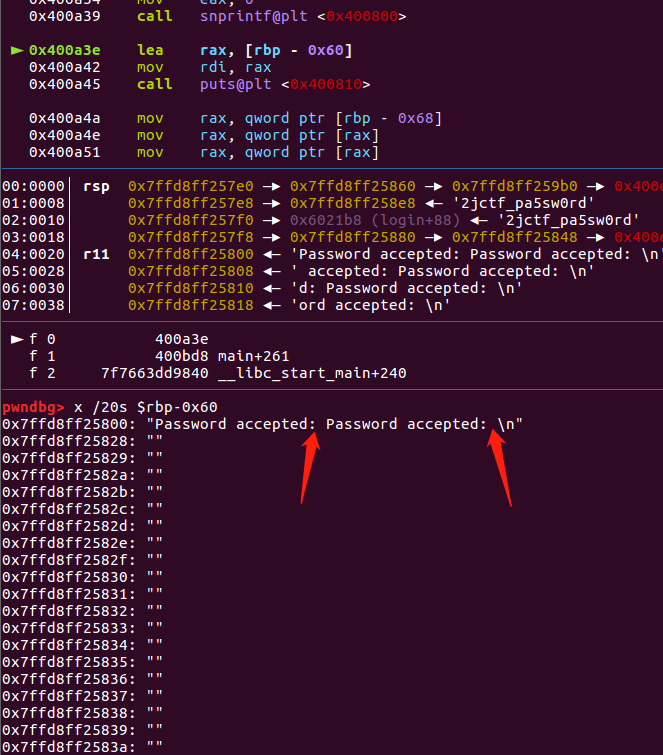 0x400a34    mov    eax, 0
0x400a39    call   snprintf@plt <0x400800>
► 0x400a3e    lea    rax, [rbp - 0x60]
0x400a42    mov    rdi, rax
0x400a45    call   puts@plt <0x400810>
0x400a4a    mov    rax, qword ptr [rbp - 0x68]
0x400a4e    mov    rax, qword ptr [rax]
0x400a51    mov    rax, qword ptr [rax]
00:0000│ rsp  0x7ffd8ff257e0 —▸ 0x7ffd8ff25860 —▸ 0x7ffd8ff259b0 ◂—
01:0008│      0x7ffd8ff257e8 —▸ 0x7ffd8ff258e8 ◂— '2jctf_pa5sw0rd'
02:0010│      0x7ffd8ff257f0 —▸ 0x6021b8 (login+88) ◂— '2jctf_pa5sw0rd'
03:0018│      0x7ffd8ff257f8 —▸ 0x7ffd8ff25880 —▸ 0x7ffd8ff25848 —▸
04:0020│ r11  0x7ffd8ff25800 ◂— 'Password accepted: Password accepted: \n'
05:0028│      0x7ffd8ff25808 ◂— ' accepted: Password accepted: \n'
06:0030│      0x7ffd8ff25810 ◂— 'd: Password accepted: \n'
07:0038│      0x7ffd8ff25818 ◂— 'ord accepted: \n'
► f 0           400a3e
f 1           400bd8 main+261
f 2     7f7663dd9840 __libc_start_main+240
pwndbg> x /20s $rbp-0x60
0x7ffd8ff25800: "Password accepted: Password accepted: \n"
0x7ffd8ff25828: ""
0x7ffd8ff25829: ""
0x7ffd8ff2582a: ""
0x7ffd8ff2582b: ""
0x7ffd8ff2582c: ""
0x7ffd8ff2582d: ""
0x7ffd8ff2582e: ""
0x7ffd8ff2582f: ""
0x7ffd8ff25830: ""
0x7ffd8ff25831: ""
0x7ffd8ff25832: ""
0x7ffd8ff25833: ""
0x7ffd8ff25834: ""
0x7ffd8ff25835: ""
0x7ffd8ff25836: ""
0x7ffd8ff25837: ""
0x7ffd8ff25838: ""
0x7ffd8ff25839: ""
0x7ffd8ff2583a: ""